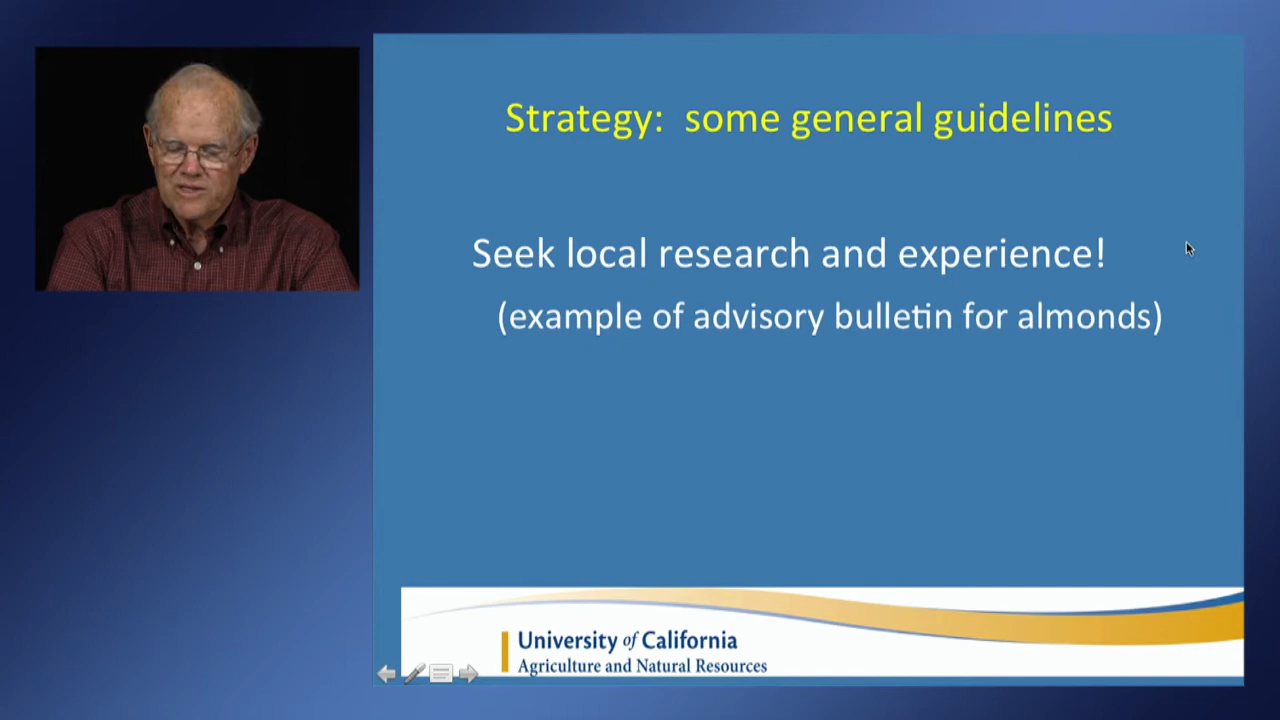 Strategy: some general guidelines
Seek local research and experience!
(example of advisory bulletin for almonds)
University of California
Agriculture and Natural Resources